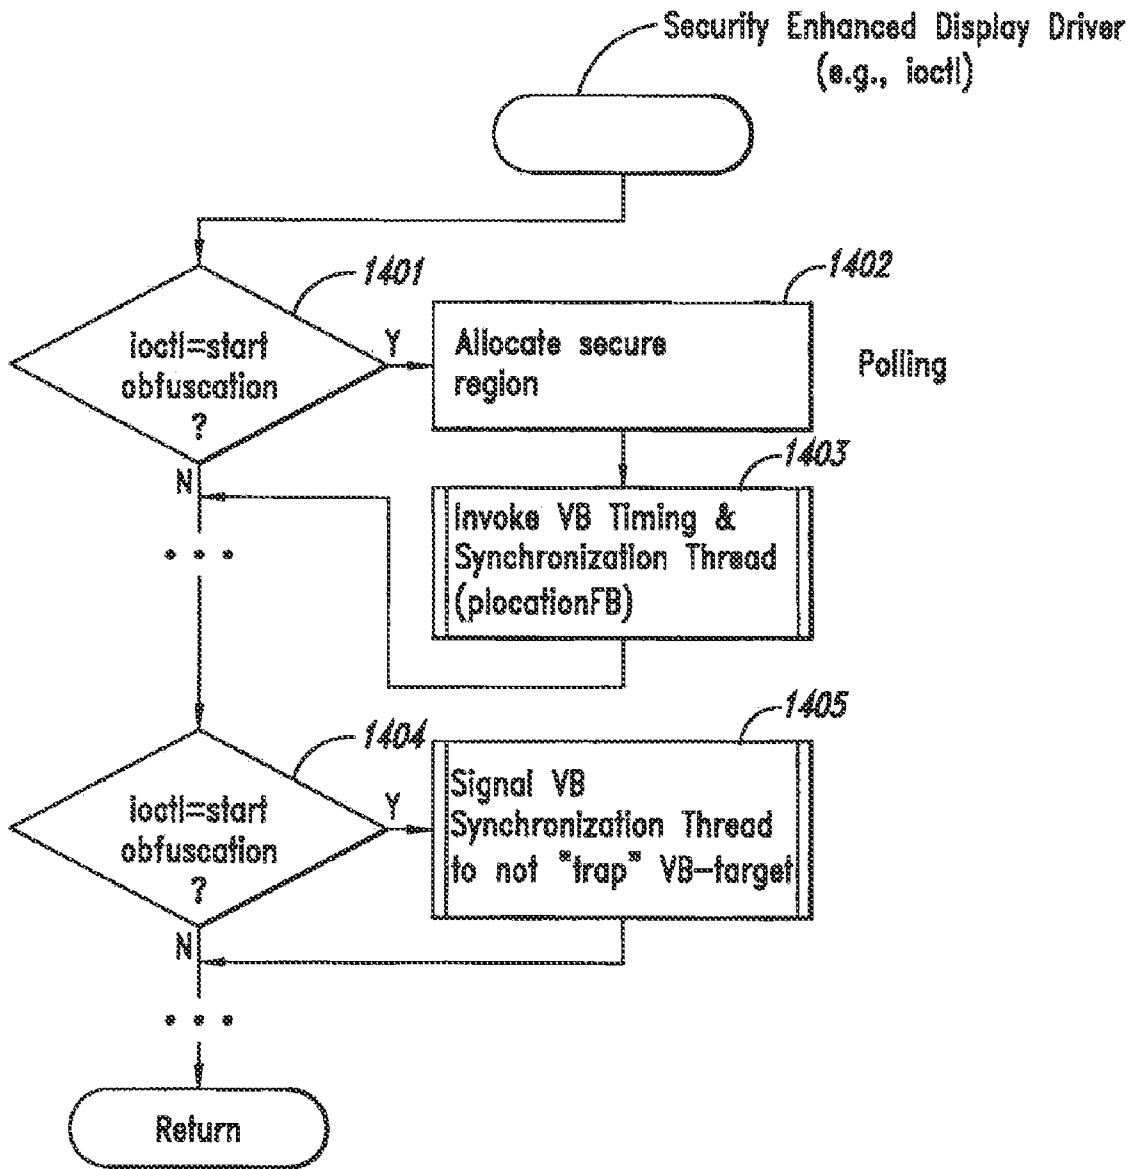 Security Enhanced Display Driver
(e.g., ioctl)
1401
ioctl=start
obfuscation
?
Y
N
1402
Allocate secure
region
Polling
1403
Invoke VB Timing &
Synchronization Thread
(plocationFB)
• • •
1404
ioctl=start
obfuscation
?
Y
N
1405
Signal VB
Synchronization Thread
to not "trap" VB-target
• • •
Return